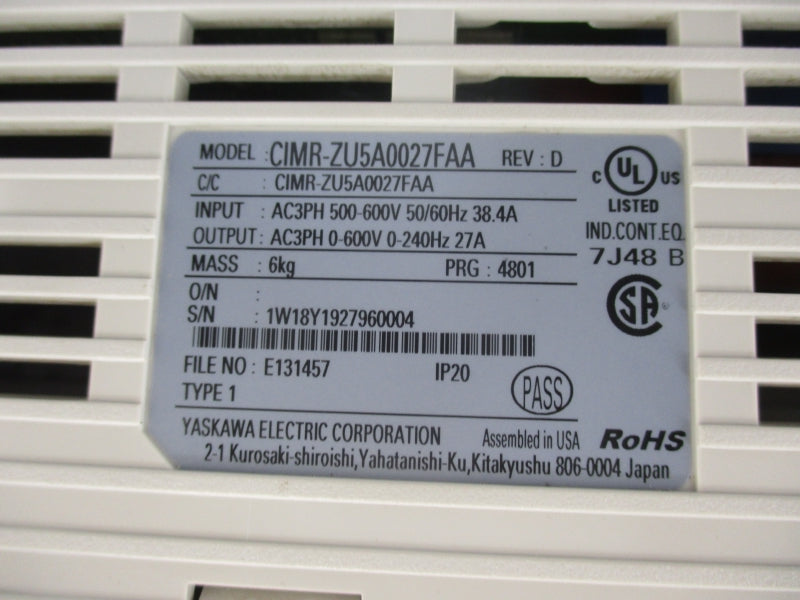 MODEL : CIMR-ZU5A0027FAA REV : D
C/C : CIMR-ZU5A0027FAA
INPUT : AC3PH 500-600V 50/60Hz 38.4A
OUTPUT : AC3PH 0-600V 0-240Hz 27A
MASS : 6kg PRG : 4801
O/N :
S/N : 1W18Y1927960004
FILE NO : E131457 IP20
TYPE 1
PASS
C UL US
LISTED
IND.CONT.EQ.
7J48 B
SA
YASKAWA ELECTRIC CORPORATION Assembled in USA RoHS
2-1 Kurosaki-shiroishi,Yahatanishi-Ku,Kitakyushu 806-0004 Japan